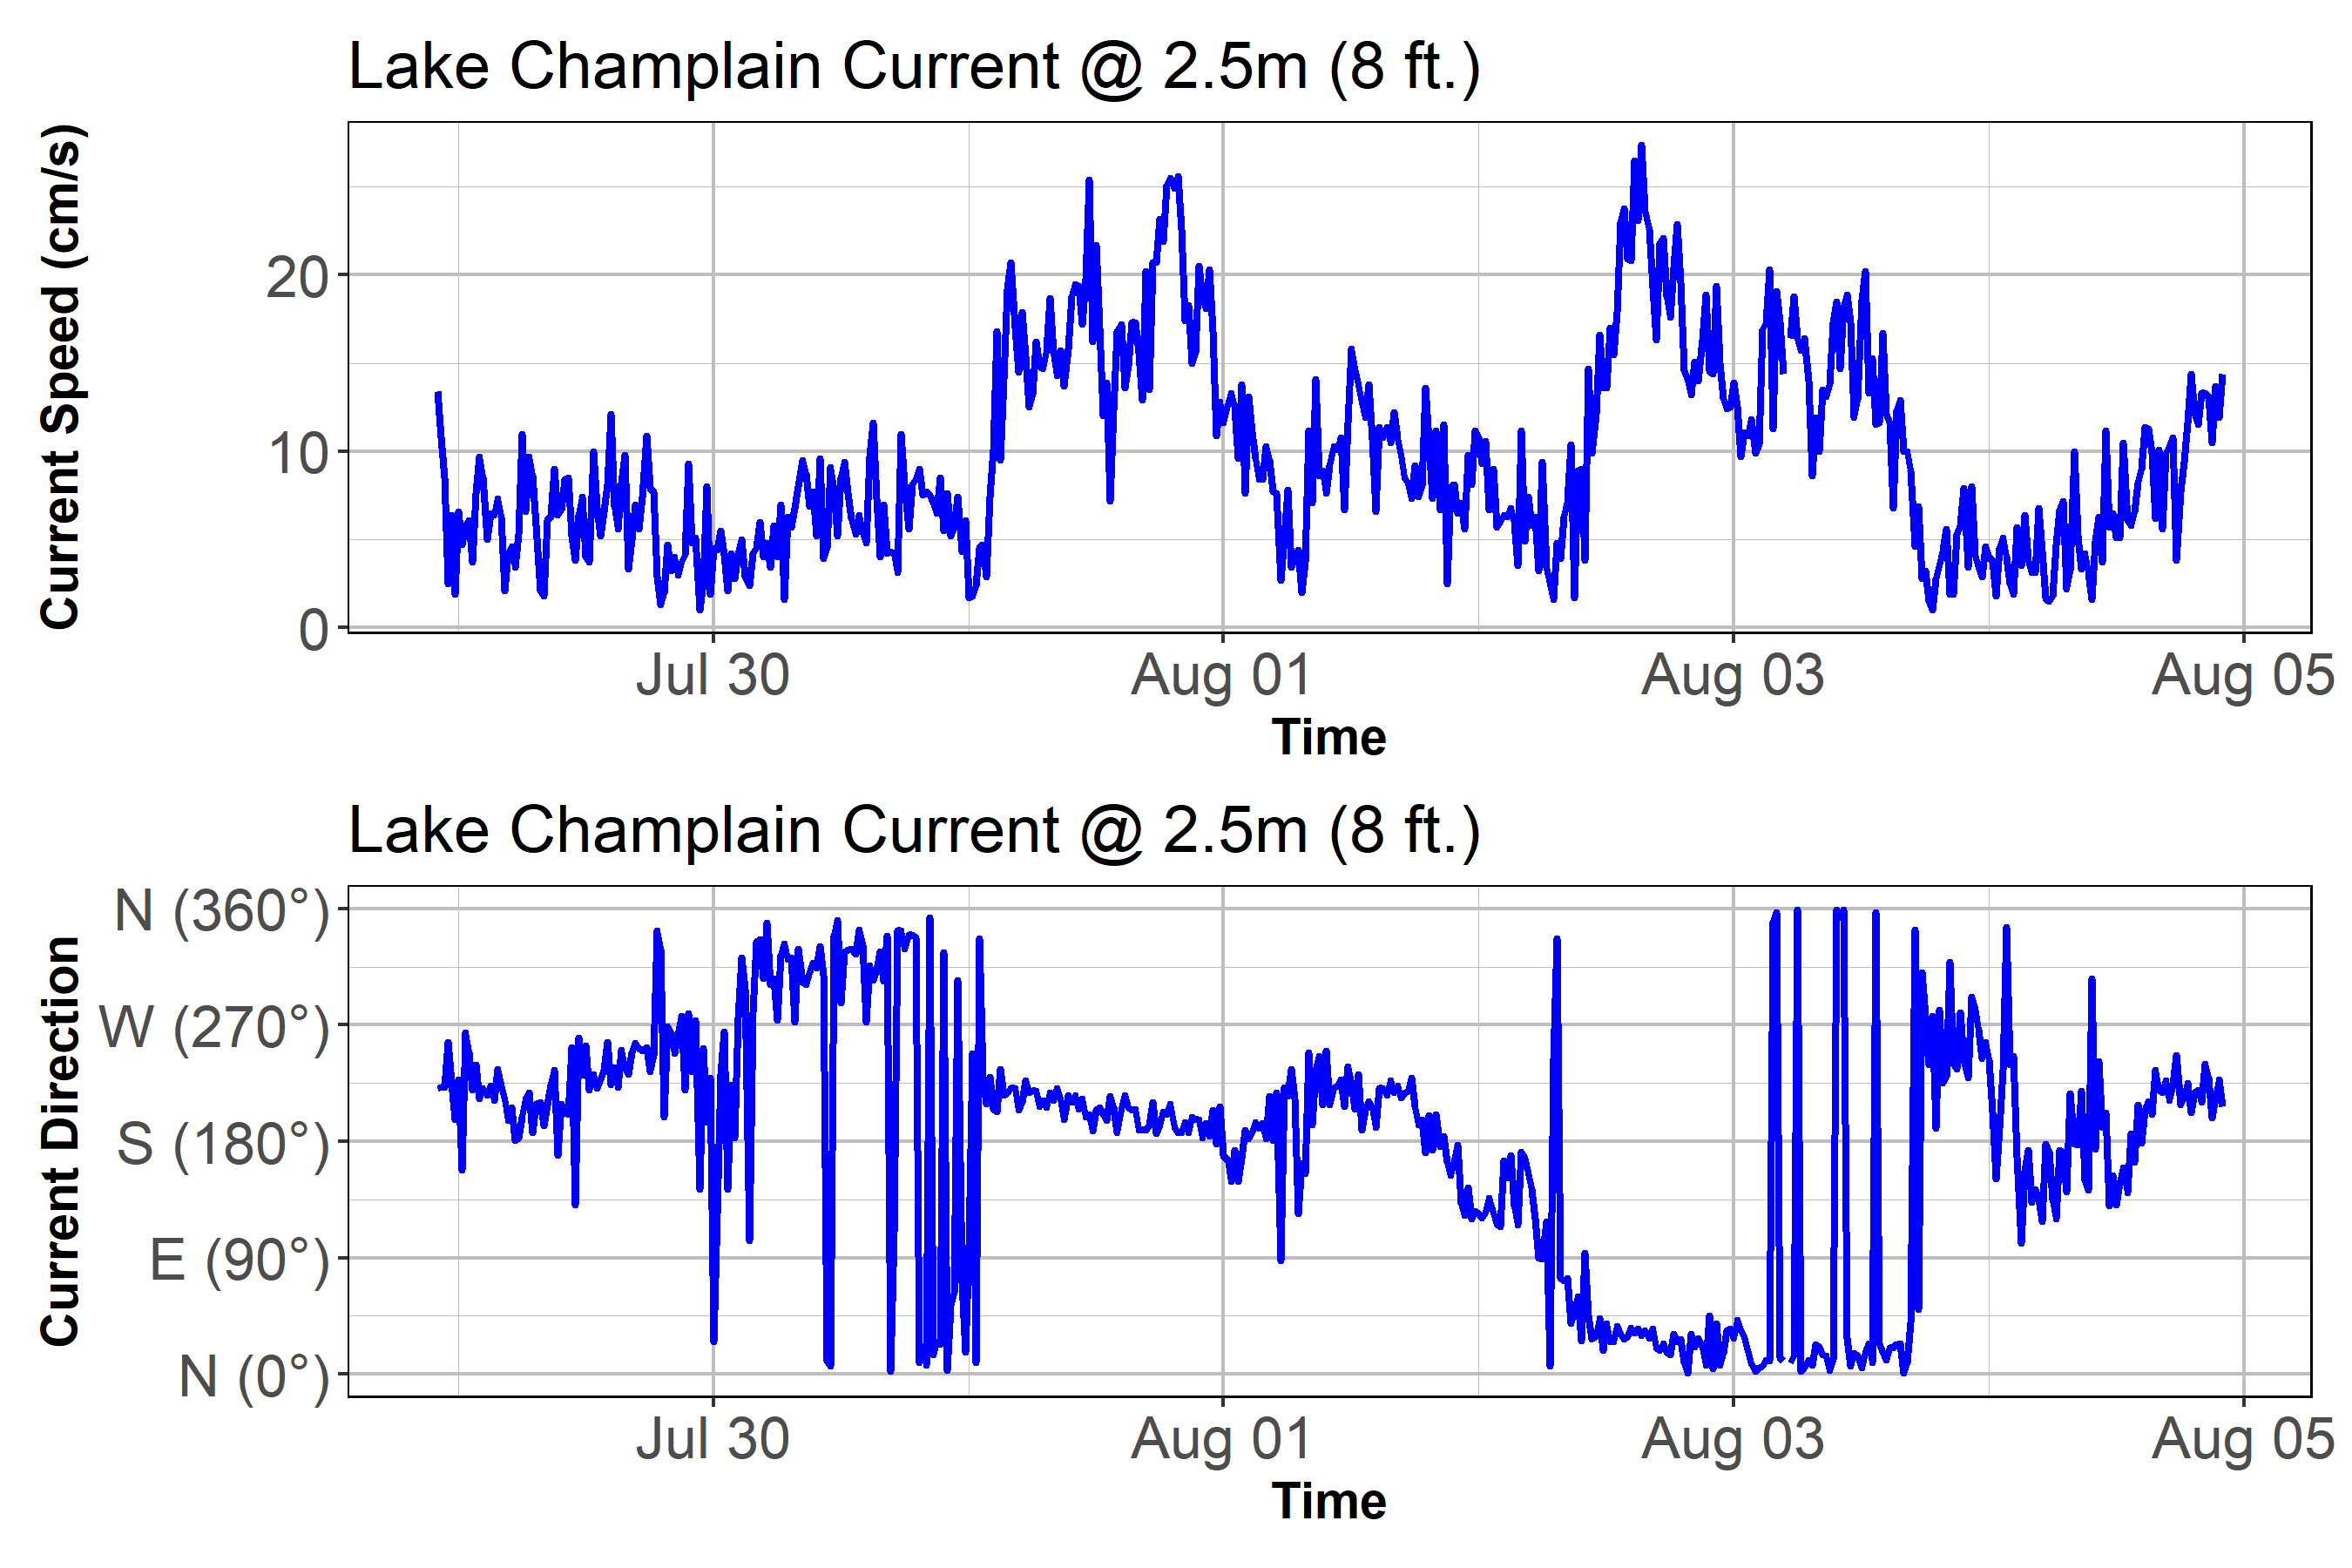 Lake Champlain Current @ 2.5m (8 ft.)
Current Speed (cm/s)
20
10
0
Jul 30 Aug 01 Aug 03 Aug 05
Time
Lake Champlain Current @ 2.5m (8 ft.)
Current Direction
N (360°)
W (270°)
S (180°)
E (90°)
N (0°)
Jul 30 Aug 01 Aug 03 Aug 05
Time